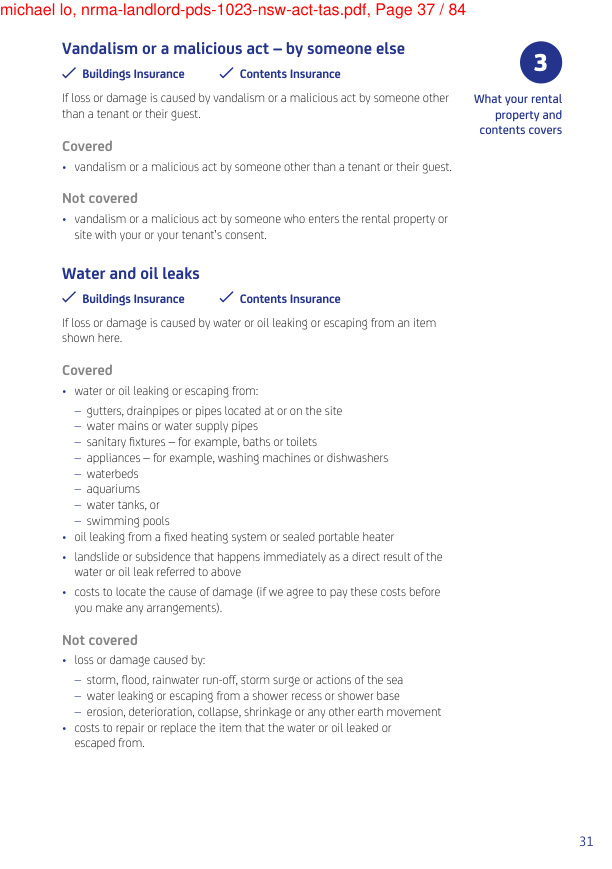 michael lo, nrma-landlord-pds-1023-nsw-act-tas.pdf, Page 37 / 84
Vandalism or a malicious act – by someone else
Buildings Insurance Contents Insurance
If loss or damage is caused by vandalism or a malicious act by someone other
than a tenant or their guest.
Covered
• vandalism or a malicious act by someone other than a tenant or their guest.
Not covered
• vandalism or a malicious act by someone who enters the rental property or
site with your or your tenant's consent.
3
What your rental
property and
contents covers
Water and oil leaks
Buildings Insurance Contents Insurance
If loss or damage is caused by water or oil leaking or escaping from an item
shown here.
Covered
• water or oil leaking or escaping from:
– gutters, drainpipes or pipes located at or on the site
– water mains or water supply pipes
– sanitary fixtures – for example, baths or toilets
– appliances – for example, washing machines or dishwashers
– waterbeds
– aquariums
– water tanks, or
– swimming pools
• oil leaking from a fixed heating system or sealed portable heater
• landslide or subsidence that happens immediately as a direct result of the
water or oil leak referred to above
• costs to locate the cause of damage (if we agree to pay these costs before
you make any arrangements).
Not covered
• loss or damage caused by:
– storm, flood, rainwater run-off, storm surge or actions of the sea
– water leaking or escaping from a shower recess or shower base
– erosion, deterioration, collapse, shrinkage or any other earth movement
• costs to repair or replace the item that the water or oil leaked or
escaped from.
31